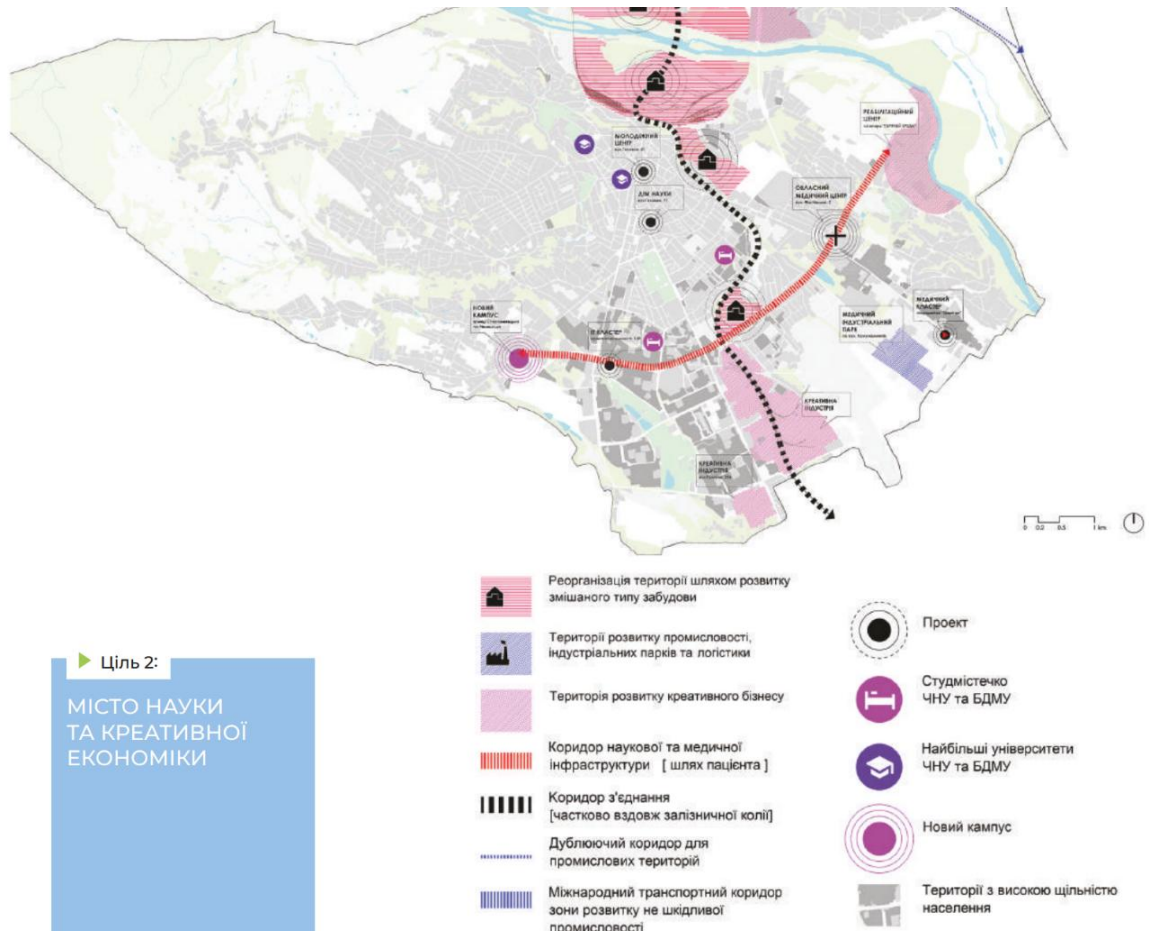 РЕАБІЛІТАЦІЙНИЙ
ЦЕНТР
МОЛОДІЖНИЙ
ЦЕНТР
ДІМ НАУКИ
ОБЛАСНИЙ
МЕДИЧНИЙ ЦЕНТР
НОВИЙ
КАМПУС
ІТ КЛАСТЕР
МЕДИЧНИЙ
ІНДУСТРІАЛЬНИЙ
ПАРК
МЕДИЧНИЙ
КЛАСТЕР
КРЕАТИВНА
ІНДУСТРІЯ
КРЕАТИВНА
ІНДУСТРІЯ
0 0.2 0.5 1 km
Реорганізація території шляхом розвитку
змішаного типу забудови
Території розвитку промисловості,
індустріальних парків та логістики
Територія розвитку креативного бізнесу
Коридор наукової та медичної
інфраструктури [ шлях пацієнта ]
Коридор з'єднання
[частково вздовж залізничної колії]
Дублюючий коридор для
промислових територій
Міжнародний транспортний коридор
зони розвитку не шкідливої
промисловості
Проект
Студмістечко
ЧНУ та БДМУ
Найбільші університети
ЧНУ та БДМУ
Новий кампус
Території з високою щільністю
населення
Ціль 2:
МІСТО НАУКИ
ТА КРЕАТИВНОЇ
ЕКОНОМІКИ